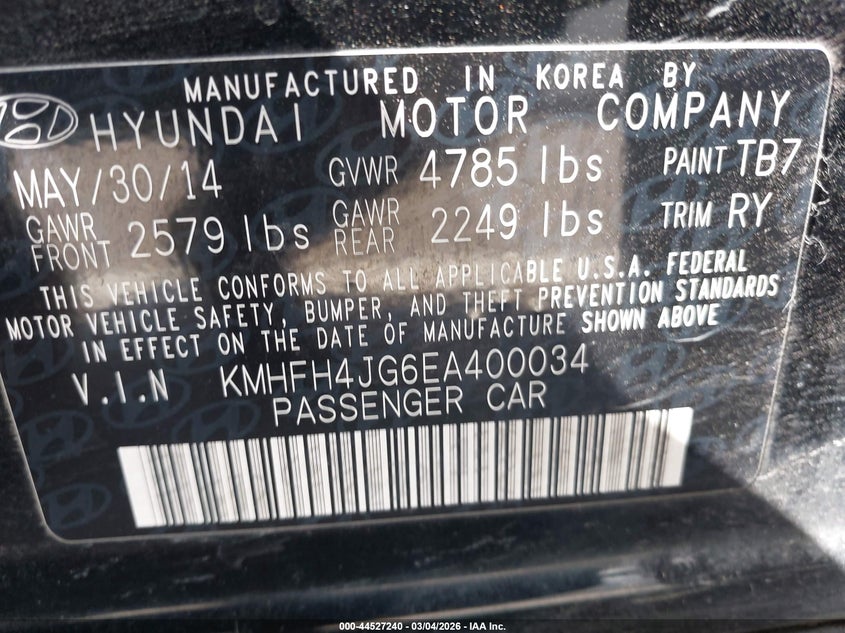 MANUFACTURED IN KOREA BY
HYUNDAI MOTOR COMPANY
MAY/30/14 GVWR 4785 lbs PAINT TB7
GAWR FRONT 2579 lbs GAWR REAR 2249 lbs TRIM RY
THIS VEHICLE CONFORMS TO ALL APPLICABLE U.S.A. FEDERAL
MOTOR VEHICLE SAFETY, BUMPER, AND THEFT PREVENTION STANDARDS
IN EFFECT ON THE DATE OF MANUFACTURE SHOWN ABOVE
V.I.N KMHFH4JG6EA400034
PASSENGER CAR
000-44527240 - 03/04/2026 - IAA Inc.